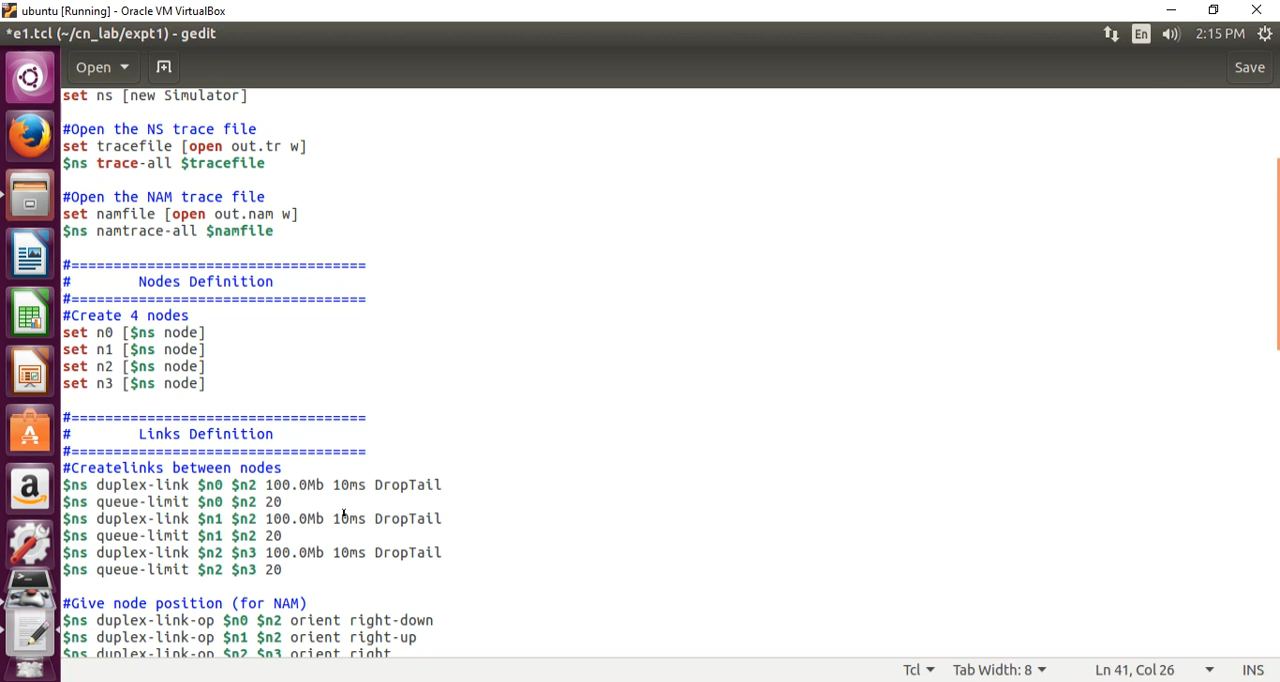 ubuntu [Running] - Oracle VM VirtualBox
*e1.tcl (~/cn_lab/expt1) - gedit
En
2:15 PM
Open
Save
set ns [new Simulator]
#Open the NS trace file
set tracefile [open out.tr w]
$ns trace-all $tracefile
#Open the NAM trace file
set namfile [open out.nam w]
$ns namtrace-all $namfile
#===================================
#        Nodes Definition
#===================================
#Create 4 nodes
set n0 [$ns node]
set n1 [$ns node]
set n2 [$ns node]
set n3 [$ns node]
#===================================
#        Links Definition
#===================================
#Createlinks between nodes
$ns duplex-link $n0 $n2 100.0Mb 10ms DropTail
$ns queue-limit $n0 $n2 20
$ns duplex-link $n1 $n2 100.0Mb 10ms DropTail
$ns queue-limit $n1 $n2 20
$ns duplex-link $n2 $n3 100.0Mb 10ms DropTail
$ns queue-limit $n2 $n3 20
#Give node position (for NAM)
$ns duplex-link-op $n0 $n2 orient right-down
$ns duplex-link-op $n1 $n2 orient right-up
$ns duplex-link-op $n2 $n3 orient right
Tcl
Tab Width: 8
Ln 41, Col 26
INS